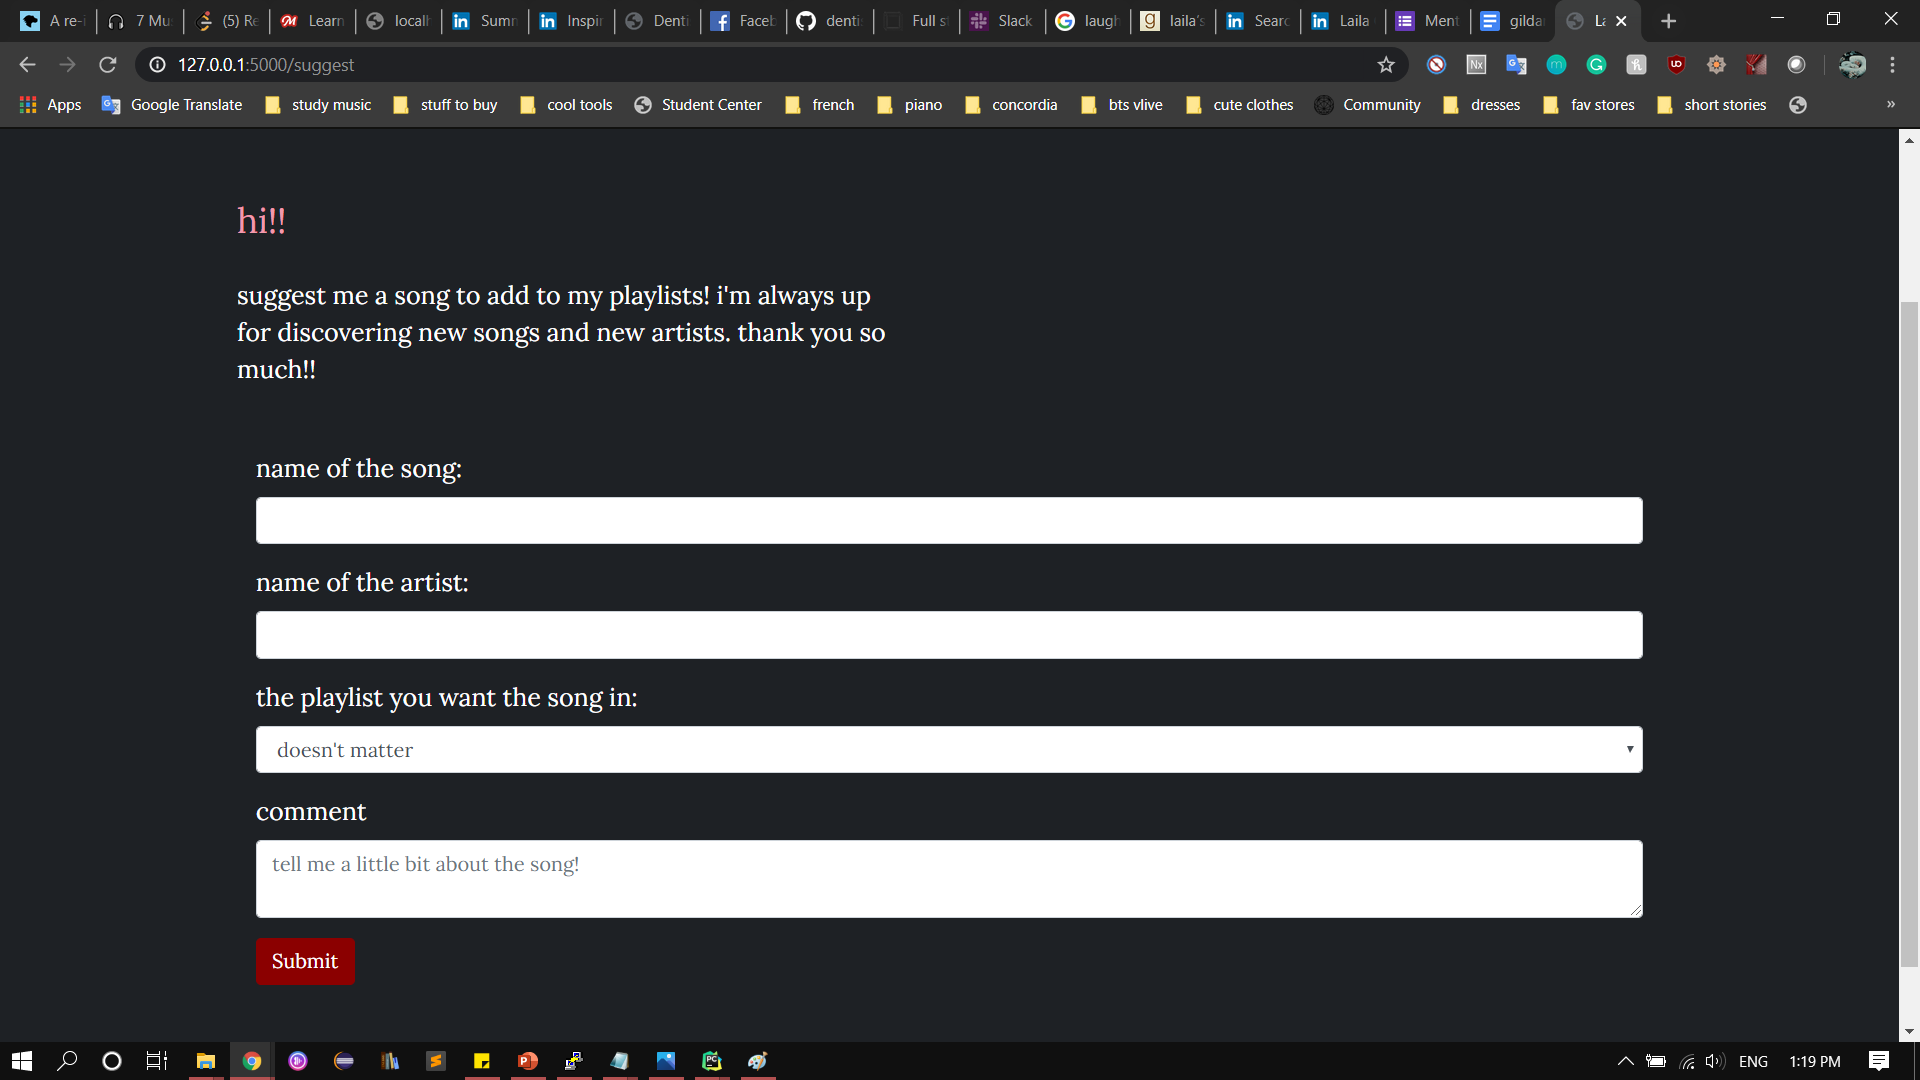 A re-i
7 Mu
(5) Re
Learn
localh
Sumn
Inspir
Denti
Faceb
denti
Full st
Slack
laugh
laila's
Searc
Laila
Ment
gilda
La
127.0.0.1:5000/suggest
Apps
Google Translate
study music
stuff to buy
cool tools
Student Center
french
piano
concordia
bts vlive
cute clothes
Community
dresses
fav stores
short stories
»
hi!!
suggest me a song to add to my playlists! i'm always up
for discovering new songs and new artists. thank you so
much!!
name of the song:
name of the artist:
the playlist you want the song in:
doesn't matter
comment
tell me a little bit about the song!
Submit
ENG
1:19 PM